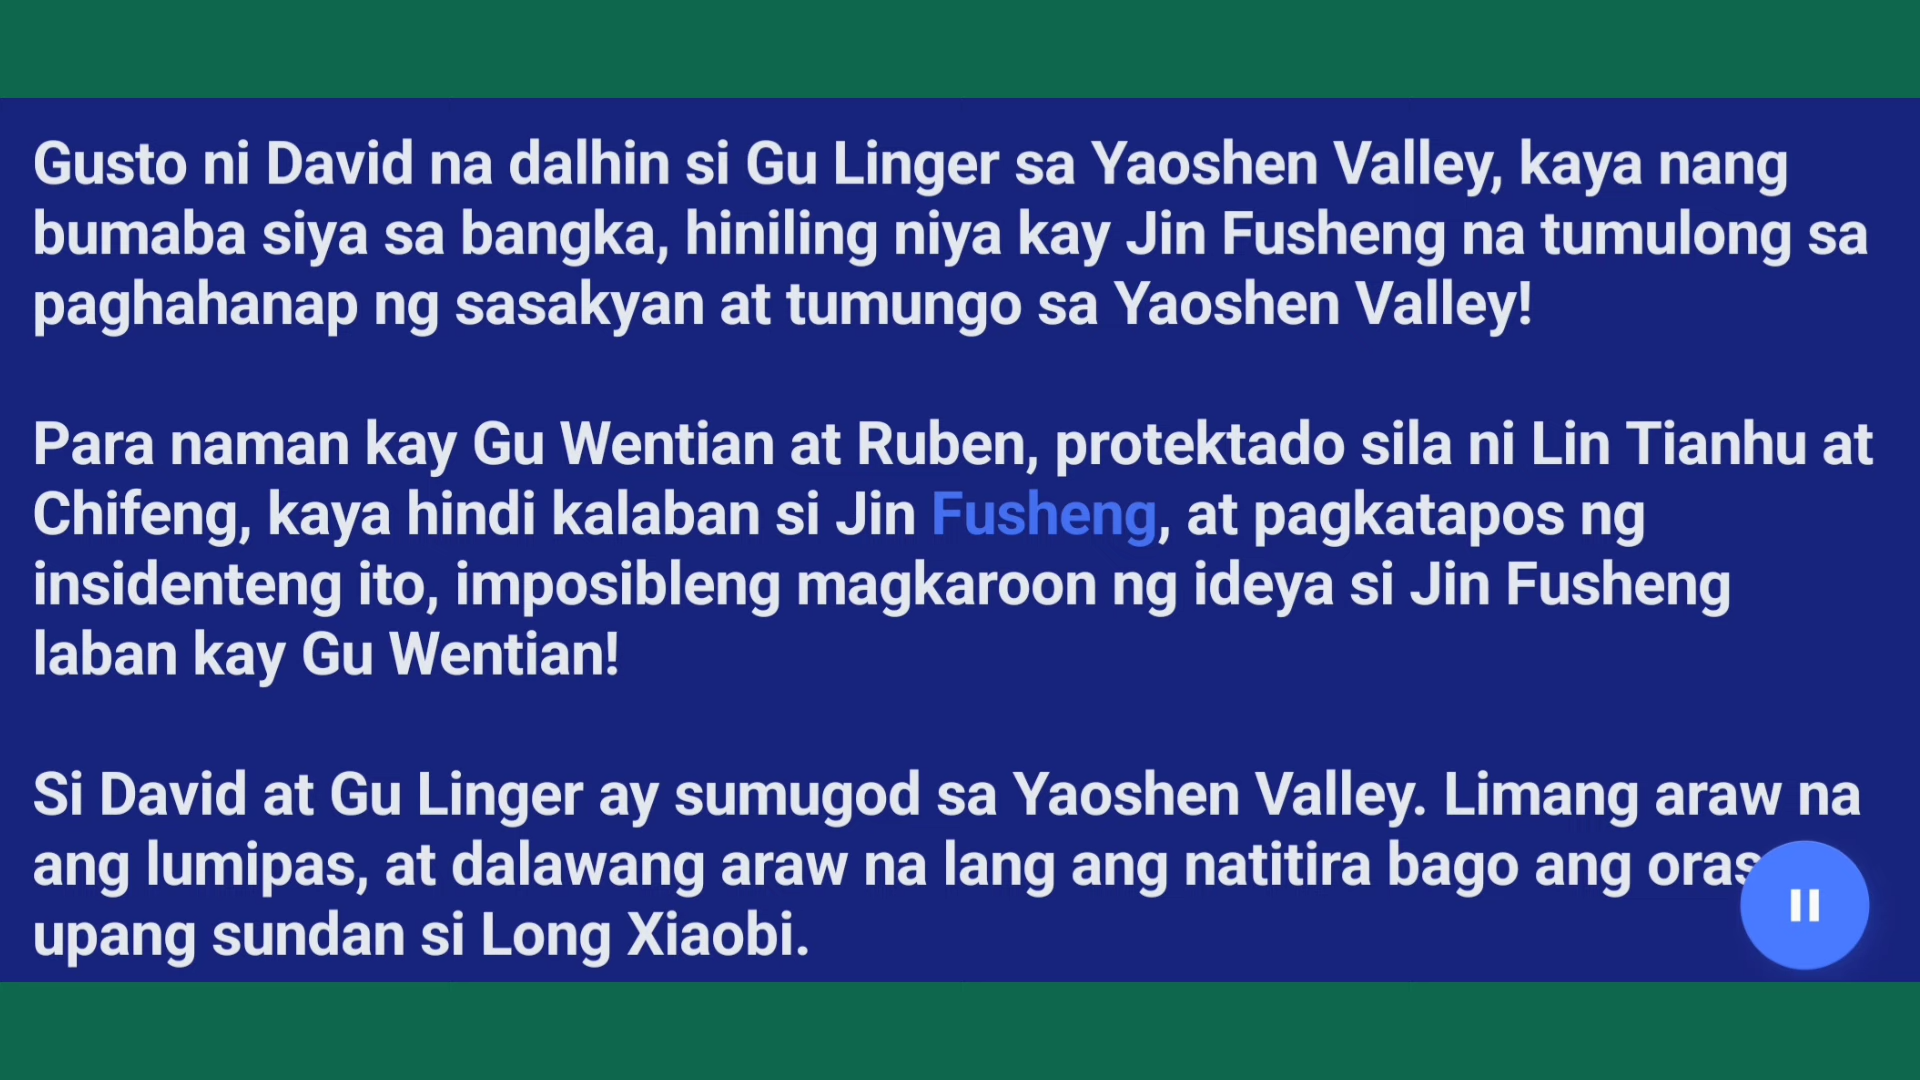 Gusto ni David na dalhin si Gu Linger sa Yaoshen Valley, kaya nang
bumaba siya sa bangka, hiniling niya kay Jin Fusheng na tumulong sa
paghahanap ng sasakyan at tumungo sa Yaoshen Valley!
Para naman kay Gu Wentian at Ruben, protektado sila ni Lin Tianhu at
Chifeng, kaya hindi kalaban si Jin Fusheng, at pagkatapos ng
insidenteng ito, imposibleng magkaroon ng ideya si Jin Fusheng
laban kay Gu Wentian!
Si David at Gu Linger ay sumugod sa Yaoshen Valley. Limang araw na
ang lumipas, at dalawang araw na lang ang natitira bago ang oras
upang sundan si Long Xiaobi.